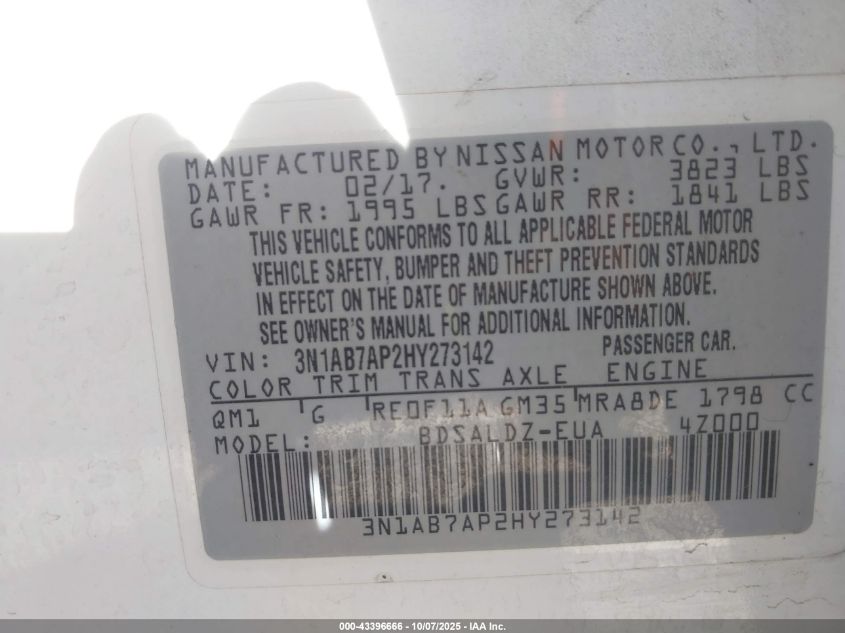 MANUFACTURED BY NISSAN MOTOR CO., LTD.
DATE: 02/17. GVWR: 3823 LBS
GAWR FR: 1995 LBS GAWR RR: 1841 LBS
THIS VEHICLE CONFORMS TO ALL APPLICABLE FEDERAL MOTOR
VEHICLE SAFETY, BUMPER AND THEFT PREVENTION STANDARDS
IN EFFECT ON THE DATE OF MANUFACTURE SHOWN ABOVE.
SEE OWNER'S MANUAL FOR ADDITIONAL INFORMATION.
VIN: 3N1AB7AP2HY273142 PASSENGER CAR.
COLOR TRIM TRANS AXLE ENGINE
QM1 G RE0F11A GM35 MRA8DE 1798 CC
MODEL: BDSALDZ-EUA 4Z000
3N1AB7AP2HY273142
000-43396666 - 10/07/2025 - IAA Inc.